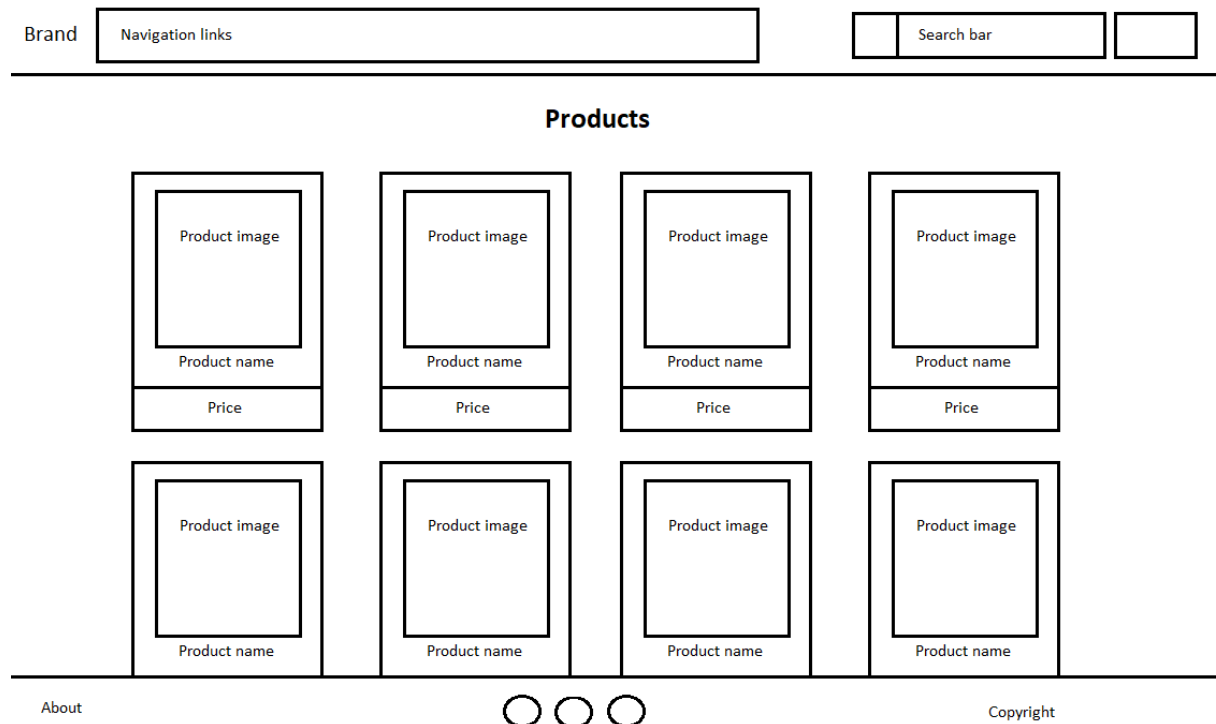 Brand Navigation links Search bar
Products
Product image Product image Product image Product image
Product name Product name Product name Product name
Price Price Price Price
Product image Product image Product image Product image
Product name Product name Product name Product name
About Copyright